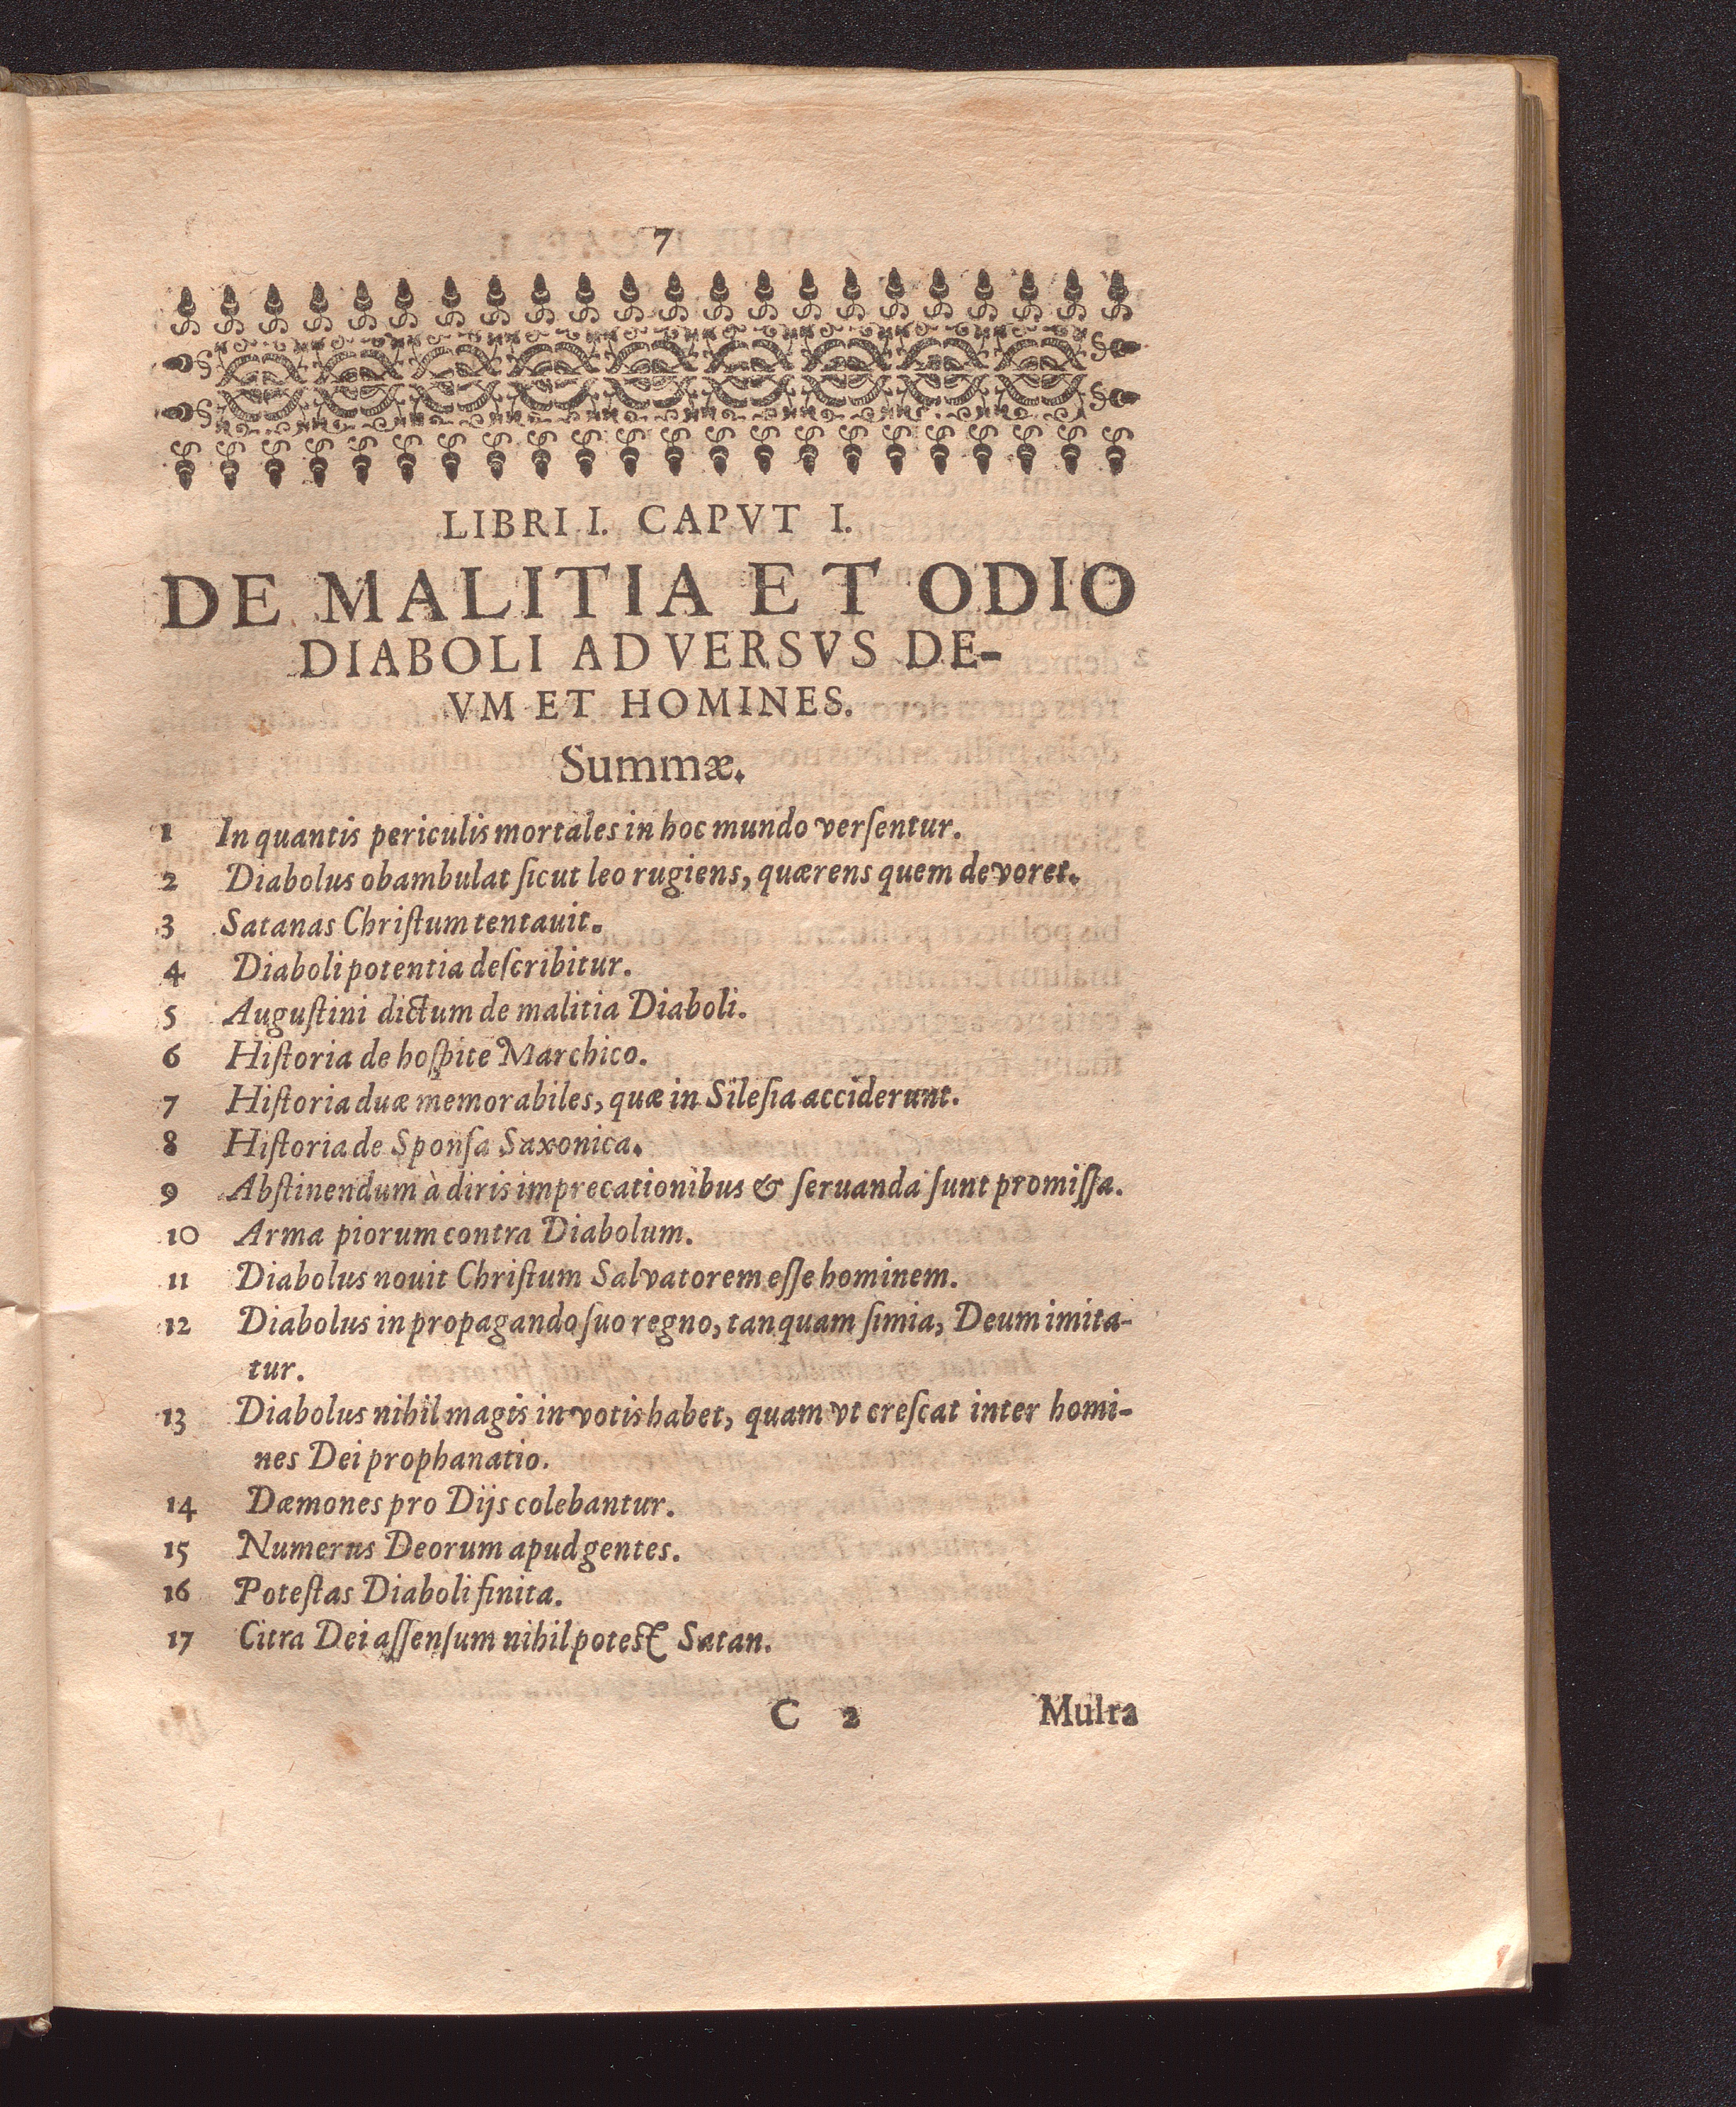 7
LIBRI I. CAPVT I.
DE MALITIA ET ODIO
DIABOLI ADVERSVS DE-
VM ET HOMINES.
Summæ.
1 In quantis periculis mortales in hoc mundo verſentur.
2 Diabolus obambulat ſicut leo rugiens, quærens quem devoret.
3 Satanas Chriſtum tentauit.
4 Diaboli potentia deſcribitur.
5 Auguſtini dictum de malitia Diaboli.
6 Hiſtoria de hoſpite Marchico.
7 Hiſtoria duæ memorabiles, quæ in Sileſia acciderunt.
8 Hiſtoria de Sponſa Saxonica.
9 Abſtinendum à diris imprecationibus & ſeruanda ſunt promiſſa.
10 Arma piorum contra Diabolum.
11 Diabolus nouit Chriſtum Salvatorem eſſe hominem.
12 Diabolus in propagando ſuo regno, tanquam ſimia, Deum imita-
tur.
13 Diabolus nihil magis in votis habet, quam vt creſcat inter homi-
nes Dei prophanatio.
14 Dæmones pro Dijs colebantur.
15 Numerus Deorum apud gentes.
16 Poteſtas Diaboli finita.
17 Citra Dei aſſenſum nihil poteſt Satan.
C 2 Multa